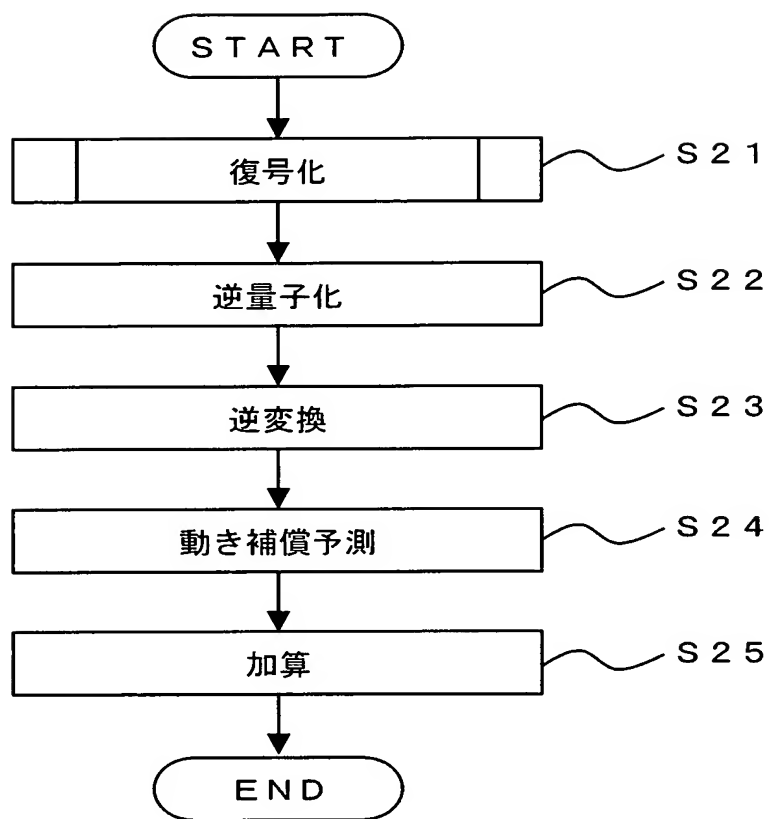 START
復号化
S21
逆量子化
S22
逆変換
S23
動き補償予測
S24
加算
S25
END